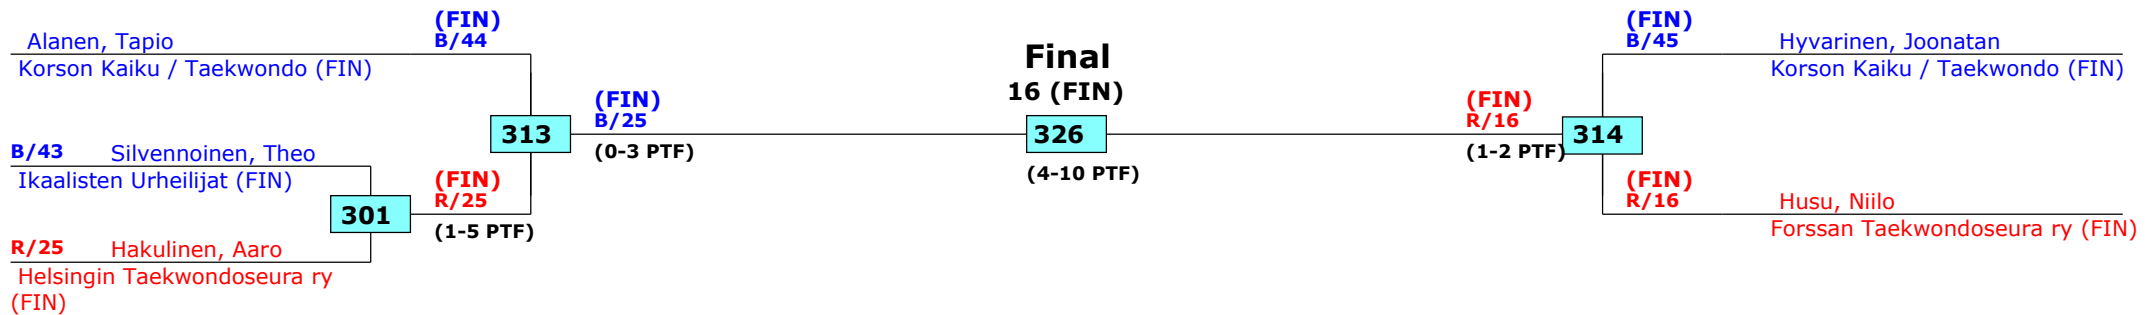 (FIN)
B/44
Alanen, Tapio
Korson Kaiku / Taekwondo (FIN)
B/43 Silvennoinen, Theo
Ikaalisten Urheilijat (FIN)
301
R/25 Hakulinen, Aaro
Helsingin Taekwondoseura ry
(FIN)
(FIN)
R/25
(1-5 PTF)
313
(FIN)
B/25
(0-3 PTF)
Final
16 (FIN)
326
(4-10 PTF)
(FIN)
R/16
(1-2 PTF)
314
(FIN)
B/45
Hyvarinen, Joonatan
Korson Kaiku / Taekwondo (FIN)
(FIN)
R/16
Husu, Niilo
Forssan Taekwondoseura ry (FIN)